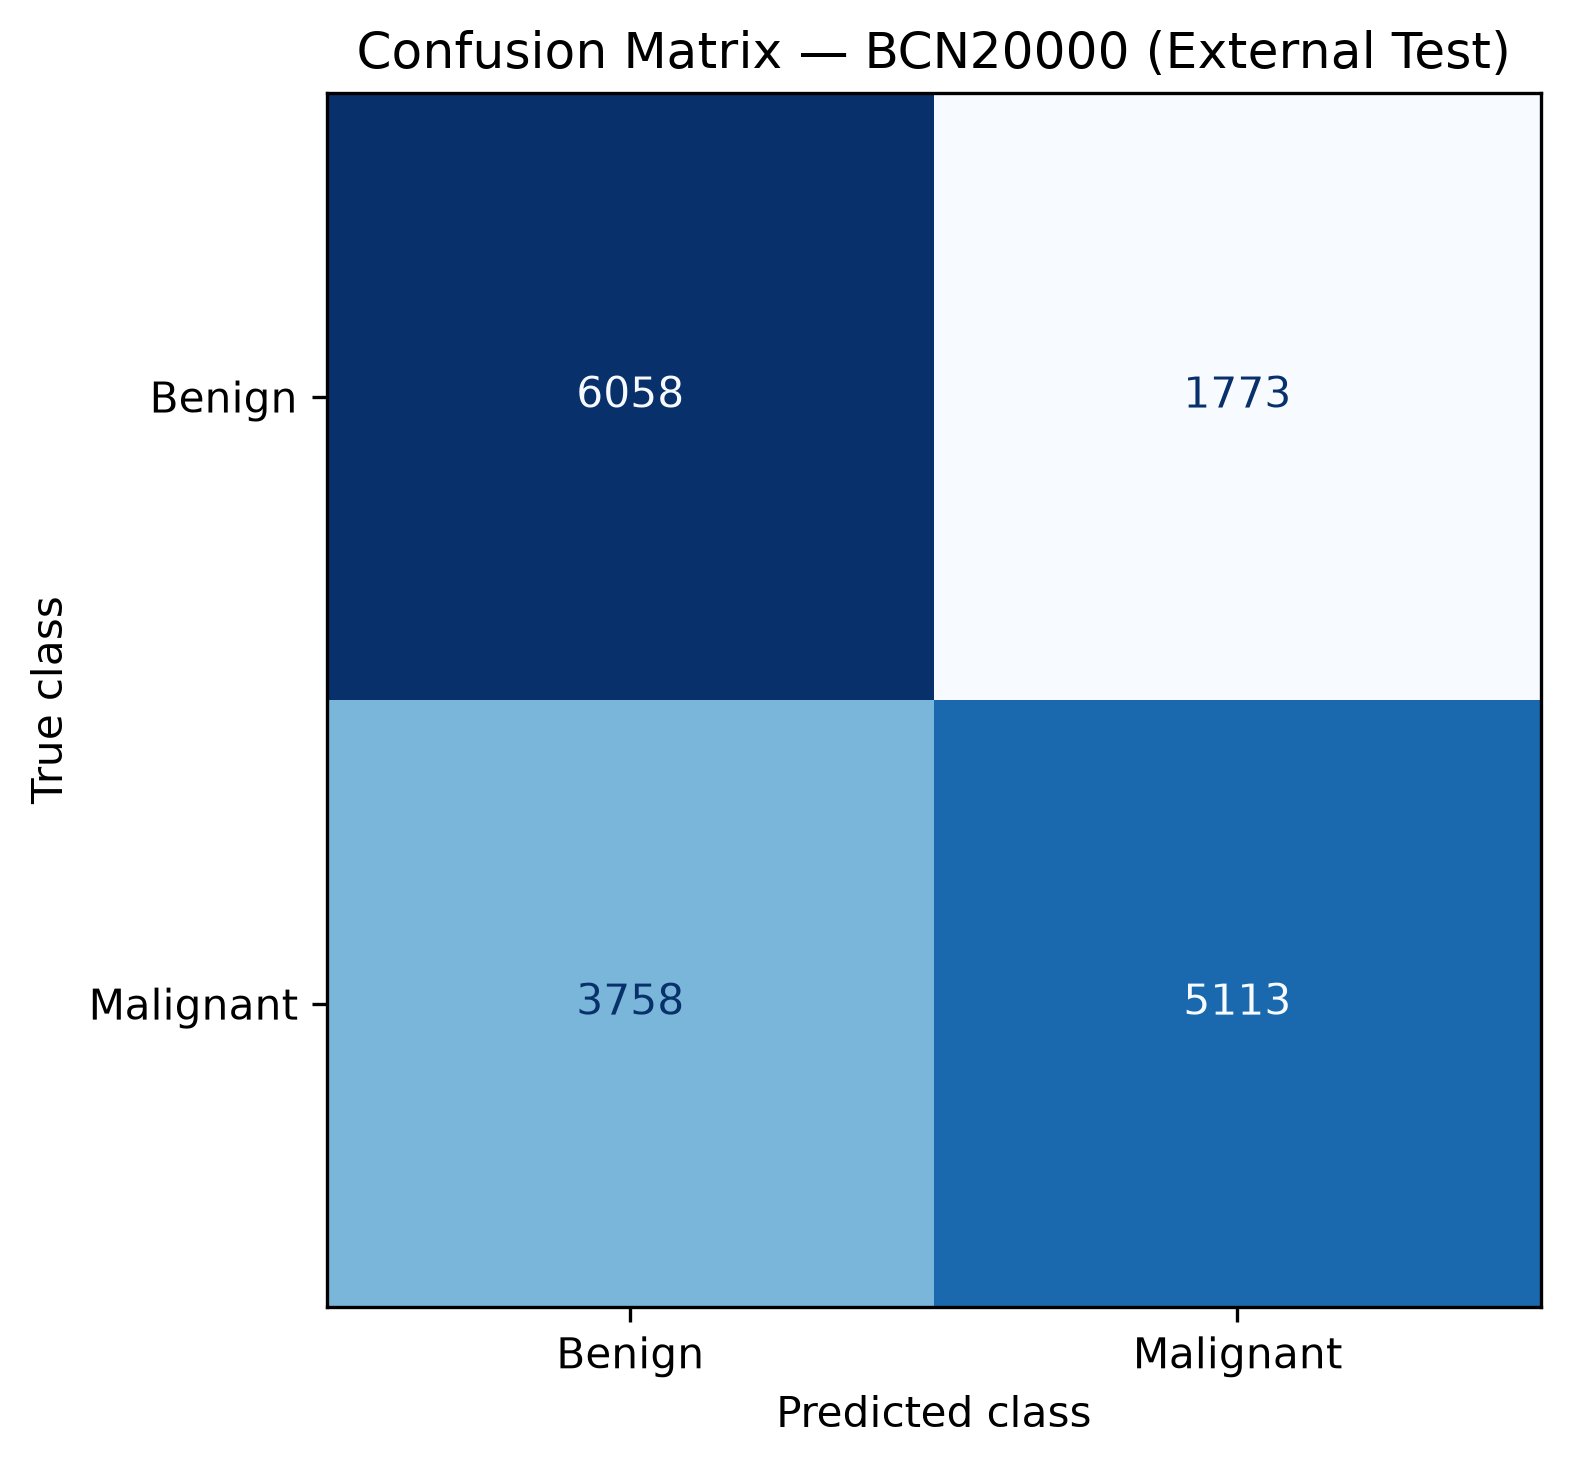 Confusion Matrix — BCN20000 (External Test)
True class
Benign
6058
1773
Malignant
3758
5113
Benign
Malignant
Predicted class